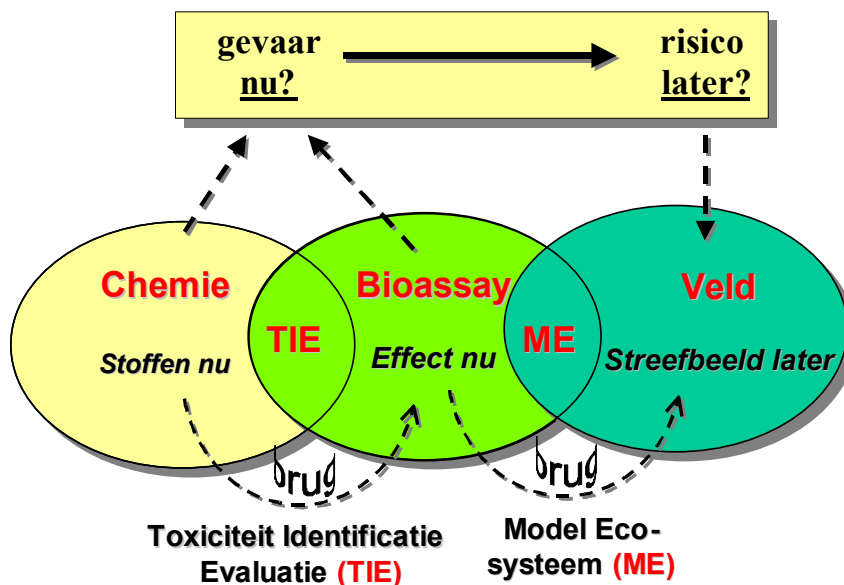 gevaar
nu?
risico
later?
Chemie
TIE
Bioassay
ME
Veld
Stoffen nu
Effect nu
Streefbeeld later
brug
brug
Toxiciteit Identificatie
Evaluatie (TIE)
Model Eco-
systeem (ME)